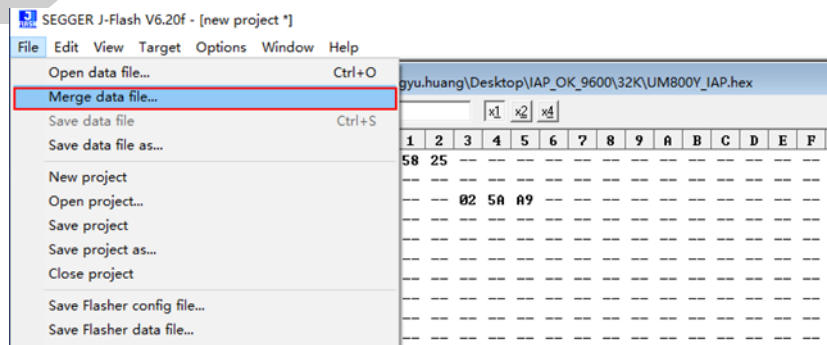 SEGGER J-Flash V6.20f - [new project *]
File Edit View Target Options Window Help
Open data file... Ctrl+O
gyu.huang\Desktop\IAP_OK_9600\32K\UM800Y_IAP.hex
Merge data file...
x1 x2 x4
Save data file Ctrl+S
Save data file as...
1 2 3 4 5 6 7 8 9 A B C D E F
58 25 -- -- -- -- -- -- -- -- -- -- -- -- --
New project
-- -- -- -- -- -- -- -- -- -- -- -- -- -- --
Open project...
-- -- 02 5A A9 -- -- -- -- -- -- -- -- -- --
Save project
-- -- -- -- -- -- -- -- -- -- -- -- -- -- --
Save project as...
-- -- -- -- -- -- -- -- -- -- -- -- -- -- --
Close project
-- -- -- -- -- -- -- -- -- -- -- -- -- -- --
-- -- -- -- -- -- -- -- -- -- -- -- -- -- --
Save Flasher config file...
-- -- -- -- -- -- -- -- -- -- -- -- -- -- --
Save Flasher data file...
-- -- -- -- -- -- -- -- -- -- -- -- -- -- --